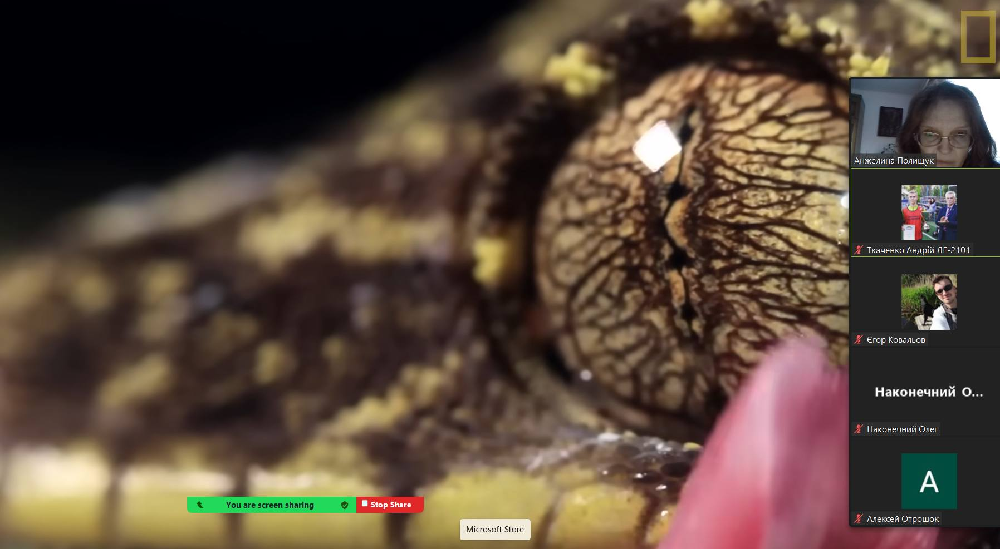 Анжелина Полищук
Ткаченко Андрій ЛГ-2101
Єгор Ковальов
Наконечний О...
Наконечний Олег
А
Алексей Отрошок
You are screen sharing
Stop Share
Microsoft Store